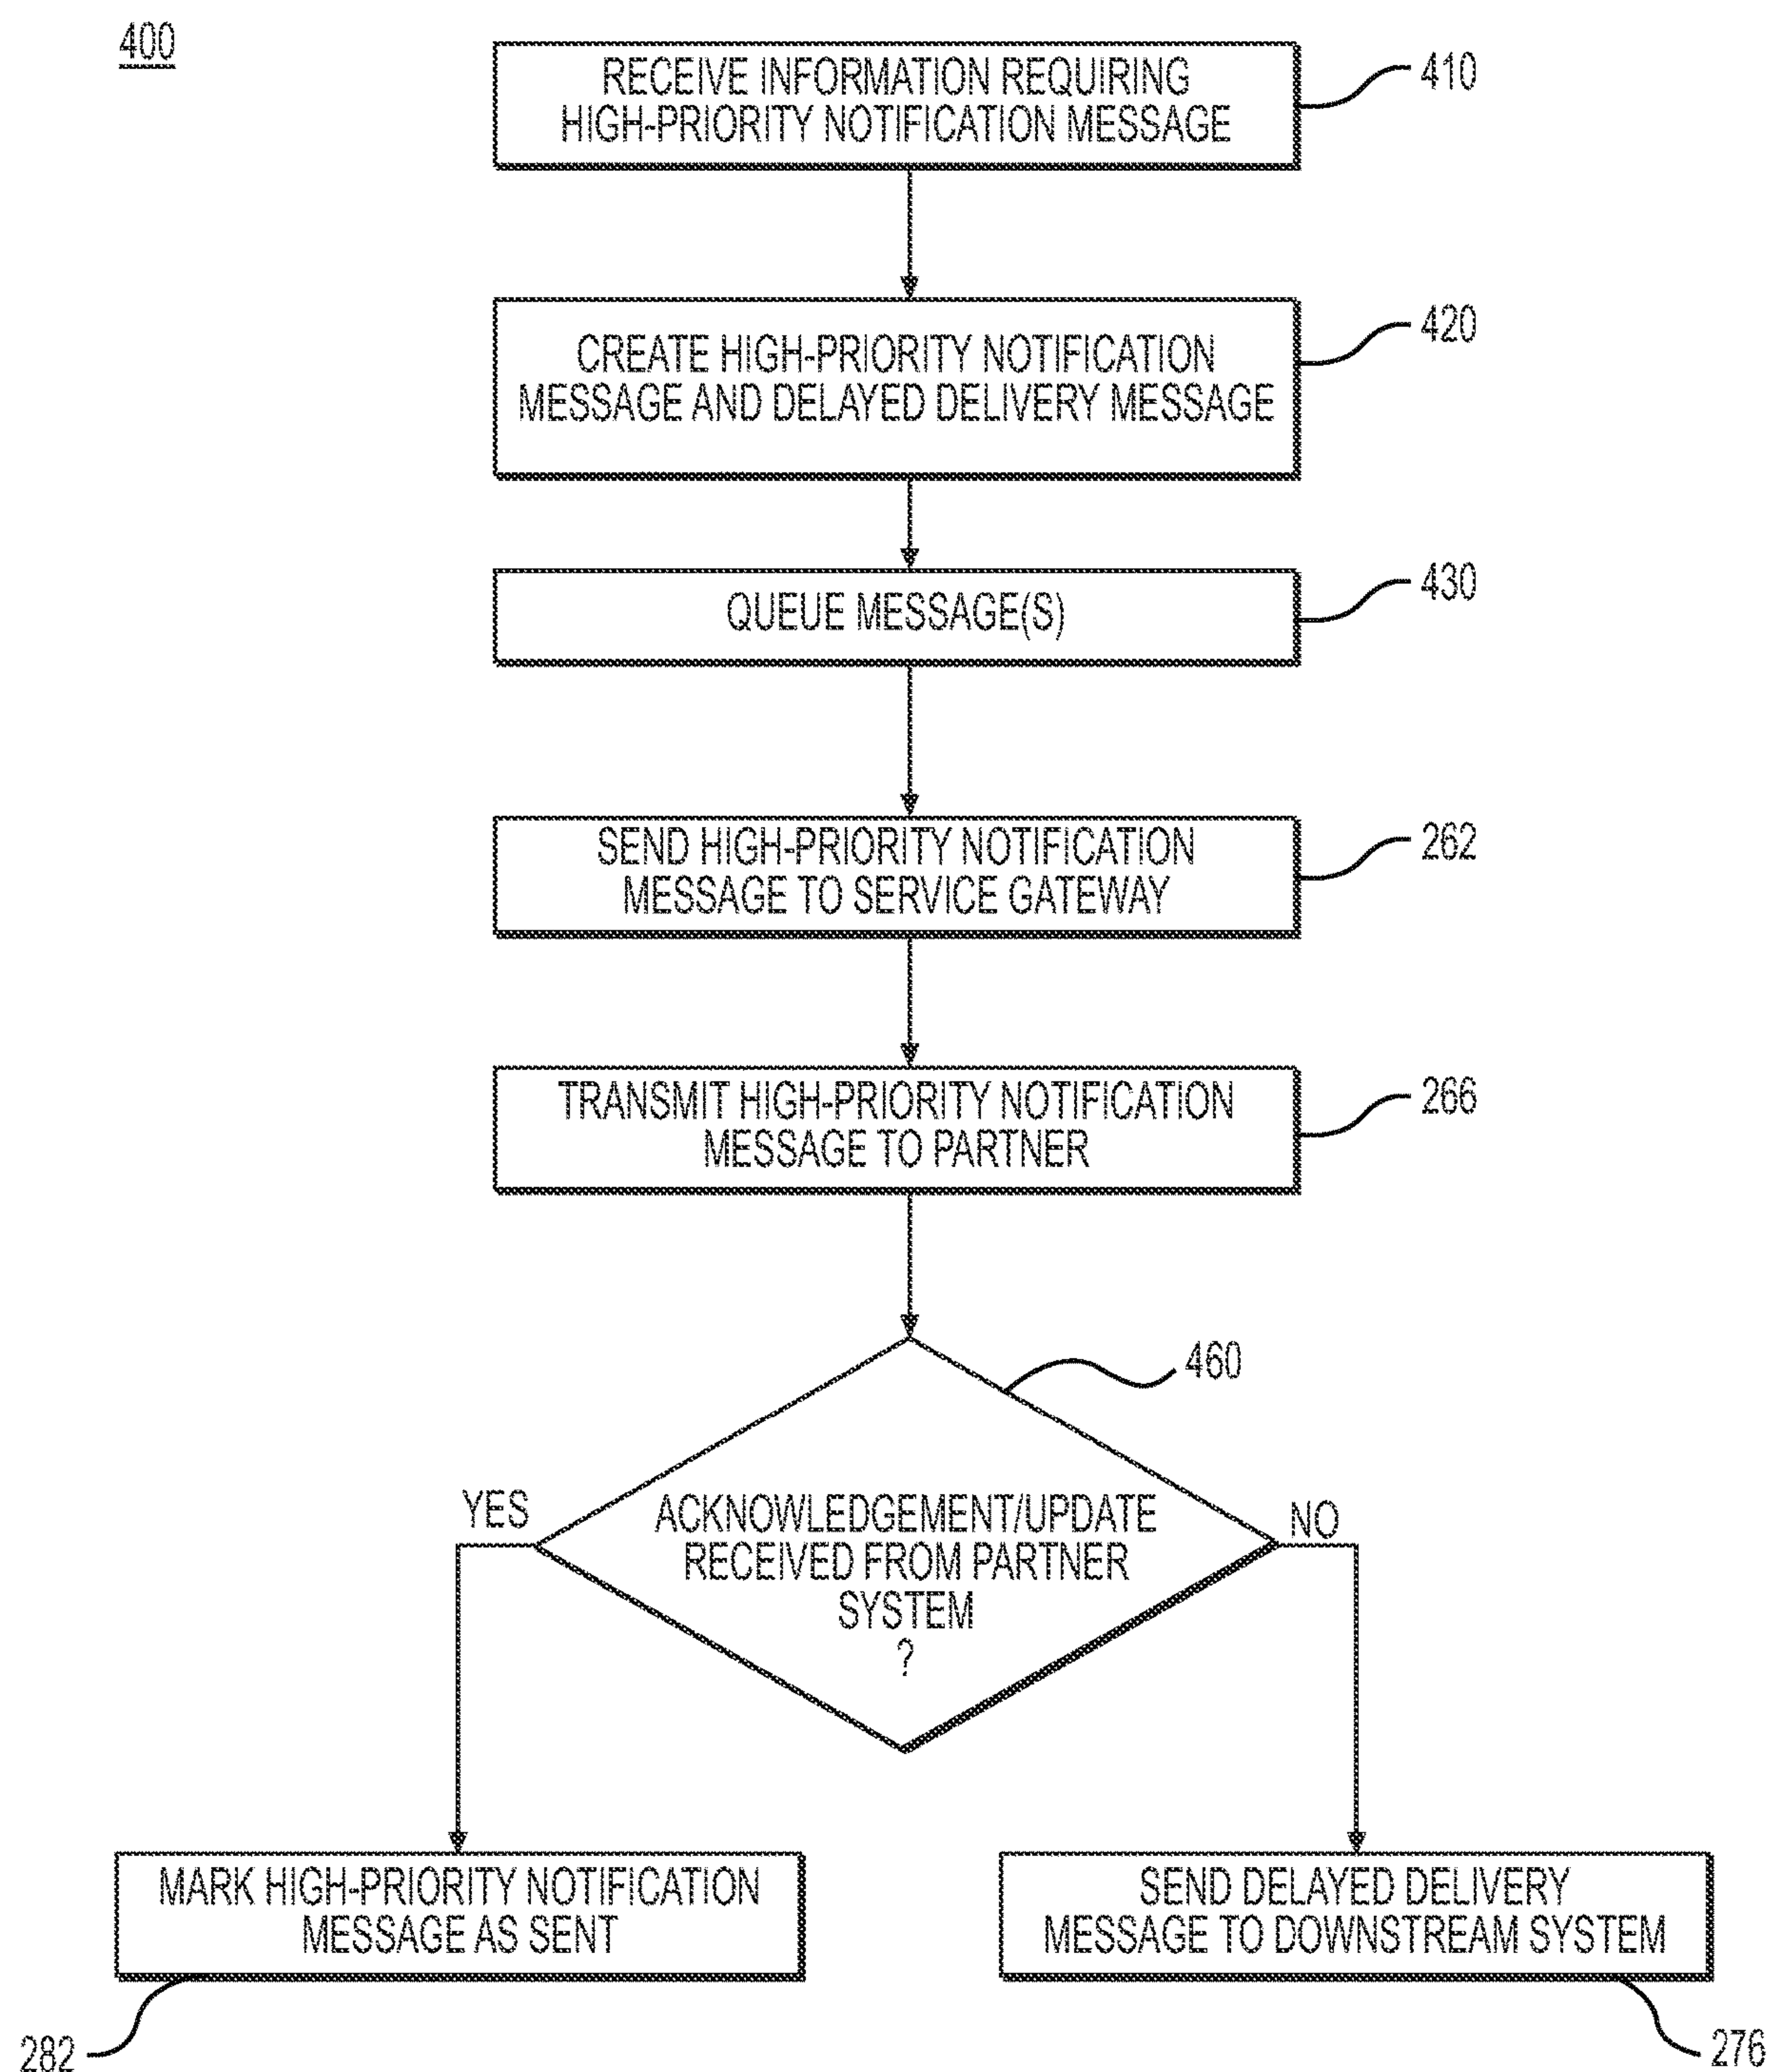 400
RECEIVE INFORMATION REQUIRING
HIGH-PRIORITY NOTIFICATION MESSAGE
410
CREATE HIGH-PRIORITY NOTIFICATION
MESSAGE AND DELAYED DELIVERY MESSAGE
420
QUEUE MESSAGE(S)
430
SEND HIGH-PRIORITY NOTIFICATION
MESSAGE TO SERVICE GATEWAY
262
TRANSMIT HIGH-PRIORITY NOTIFICATION
MESSAGE TO PARTNER
266
460
YES
ACKNOWLEDGEMENT/UPDATE
RECEIVED FROM PARTNER
SYSTEM
?
NO
MARK HIGH-PRIORITY NOTIFICATION
MESSAGE AS SENT
282
SEND DELAYED DELIVERY
MESSAGE TO DOWNSTREAM SYSTEM
276